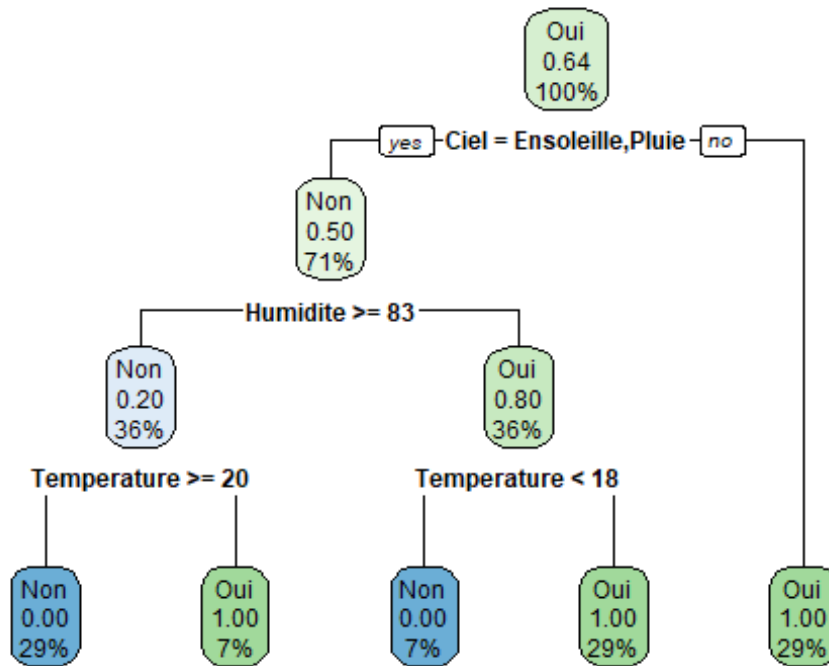 Oui
0.64
100%
yes Ciel = Ensoleille,Pluie no
Non
0.50
71%
Humidite >= 83
Non
0.20
36%
Oui
0.80
36%
Temperature >= 20
Temperature < 18
Non
0.00
29%
Oui
1.00
7%
Non
0.00
7%
Oui
1.00
29%
Oui
1.00
29%